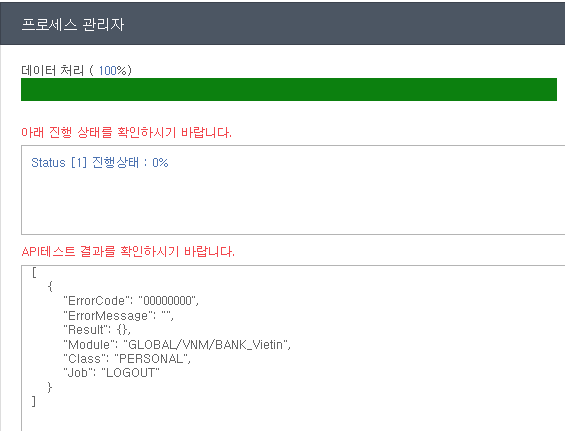 프로세스 관리자
데이터 처리 ( 100%)
아래 진행 상태를 확인하시기 바랍니다.
Status [1] 진행상태 : 0%
API테스트 결과를 확인하시기 바랍니다.
[
{
"ErrorCode": "00000000",
"ErrorMessage": "",
"Result": {},
"Module": "GLOBAL/VNM/BANK_Vietin",
"Class": "PERSONAL",
"Job": "LOGOUT"
}
]